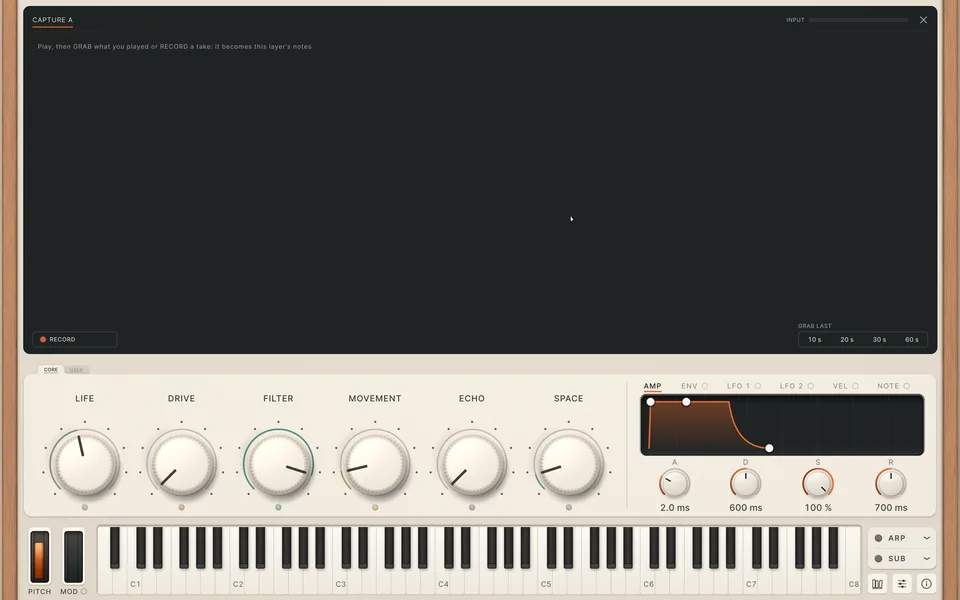 CAPTURE A
INPUT
Play, then GRAB what you played or RECORD a take: it becomes this layer's notes
RECORD
GRAB LAST
10 s 20 s 30 s 60 s
CORE USER
LIFE DRIVE FILTER MOVEMENT ECHO SPACE
AMP ENV LFO 1 LFO 2 VEL NOTE
A D S R
2.0 ms 600 ms 100 % 700 ms
ARP
SUB
C1 C2 C3 C4 C5 C6 C7 C8
PITCH MOD